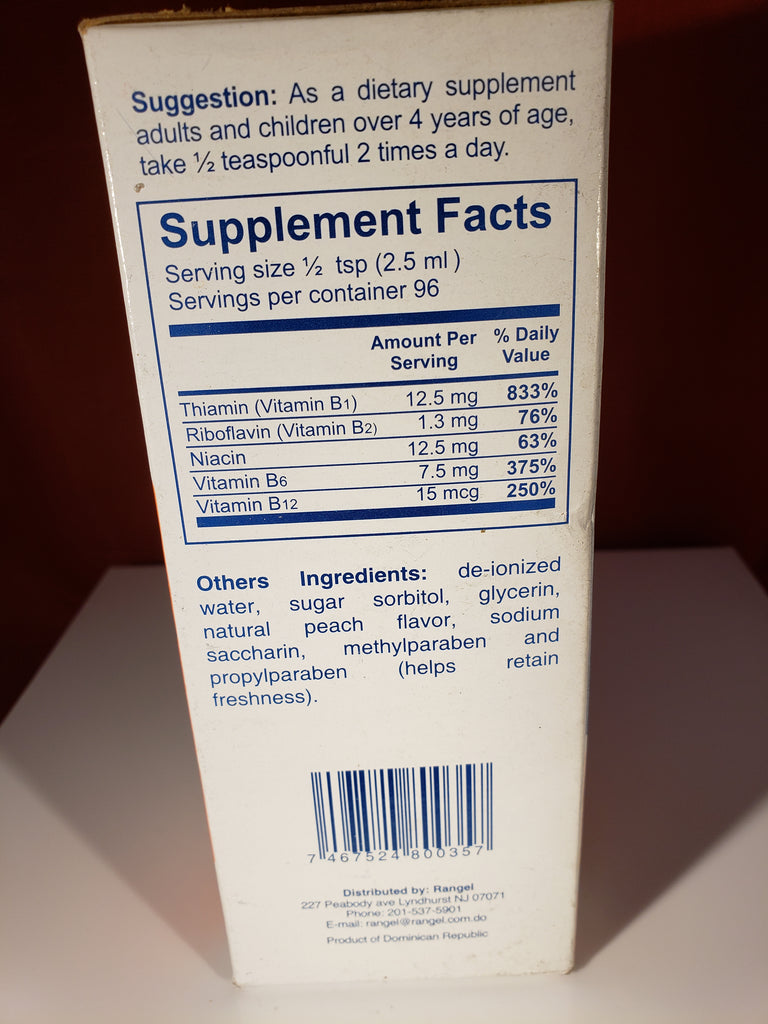 Suggestion: As a dietary supplement
adults and children over 4 years of age,
take ½ teaspoonful 2 times a day.
Supplement Facts
Serving size ½ tsp (2.5 ml )
Servings per container 96
Amount Per Serving % Daily Value
Thiamin (Vitamin B1) 12.5 mg 833%
Riboflavin (Vitamin B2) 1.3 mg 76%
Niacin 12.5 mg 63%
Vitamin B6 7.5 mg 375%
Vitamin B12 15 mcg 250%
Others Ingredients: de-ionized
water, sugar sorbitol, glycerin,
natural peach flavor, sodium
saccharin, methylparaben and
propylparaben (helps retain
freshness).
7 467524 800357
Distributed by: Rangel
227 Peabody ave Lyndhurst NJ 07071
Phone: 201-537-5901
E-mail: rangel@rangel.com.do
Product of Dominican Republic